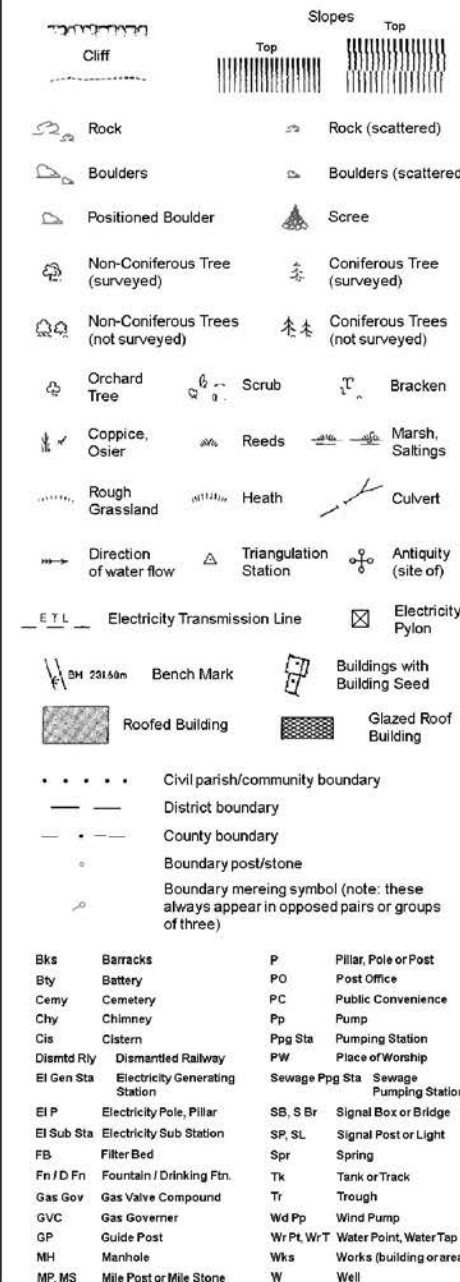 Slopes
Cliff
Top
Top
Rock
Rock (scattered)
Boulders
Boulders (scattered
Positioned Boulder
Scree
Non-Coniferous Tree
(surveyed)
Coniferous Tree
(surveyed)
Non-Coniferous Trees
(not surveyed)
Coniferous Trees
(not surveyed)
Orchard
Tree
Scrub
Bracken
Coppice,
Osier
Reeds
Marsh,
Saltings
Rough
Grassland
Heath
Culvert
Direction
of water flow
Triangulation
Station
Antiquity
(site of)
E T L Electricity Transmission Line
Electricity
Pylon
BM 231.60m Bench Mark
Buildings with
Building Seed
Roofed Building
Glazed Roof
Building
Civil parish/community boundary
District boundary
County boundary
Boundary post/stone
Boundary mereing symbol (note: these
always appear in opposed pairs or groups
of three)
Bks Barracks
Bty Battery
Cemy Cemetery
Chy Chimney
Cis Cistern
Dismtd Rly Dismantled Railway
El Gen Sta Electricity Generating
Station
El P Electricity Pole, Pillar
El Sub Sta Electricity Sub Station
FB Filter Bed
Fn / D Fn Fountain / Drinking Ftn.
Gas Gov Gas Valve Compound
GVC Gas Governer
GP Guide Post
MH Manhole
MP, MS Mile Post or Mile Stone
P Pillar, Pole or Post
PO Post Office
PC Public Convenience
Pp Pump
Ppg Sta Pumping Station
PW Place of Worship
Sewage Ppg Sta Sewage
Pumping Station
SB, S Br Signal Box or Bridge
SP, SL Signal Post or Light
Spr Spring
Tk Tank or Track
Tr Trough
Wd Pp Wind Pump
Wr Pt, Wr T Water Point, Water Tap
Wks Works (building or area
W Well